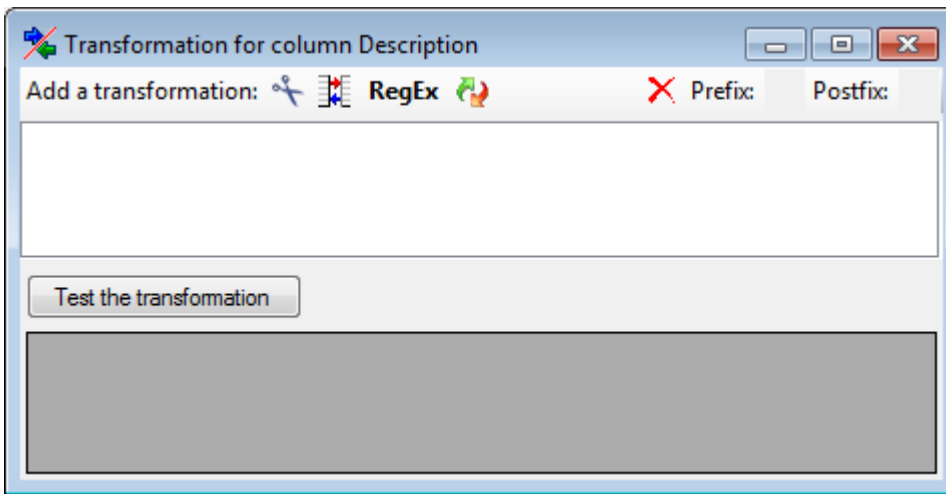 Transformation for column Description
Add a transformation: RegEx Prefix: Postfix:
Test the transformation